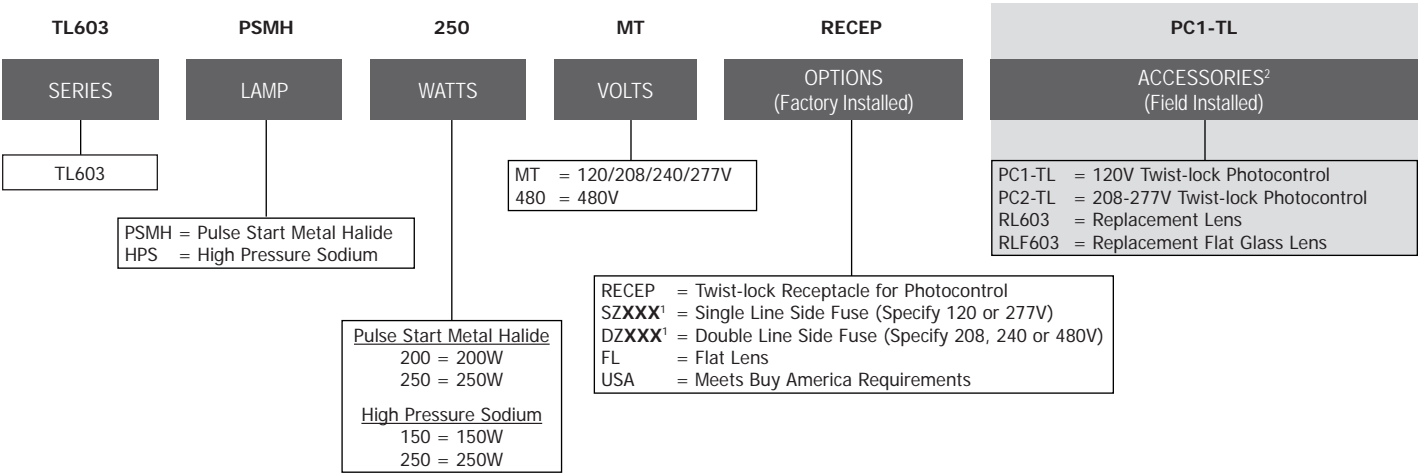 TL603 PSMH 250 MT RECEP PC1-TL
SERIES LAMP WATTS VOLTS OPTIONS (Factory Installed) ACCESSORIES² (Field Installed)
TL603
PSMH = Pulse Start Metal Halide
HPS = High Pressure Sodium
Pulse Start Metal Halide
200 = 200W
250 = 250W
High Pressure Sodium
150 = 150W
250 = 250W
MT = 120/208/240/277V
480 = 480V
RECEP = Twist-lock Receptacle for Photocontrol
SZXXX¹ = Single Line Side Fuse (Specify 120 or 277V)
DZXXX¹ = Double Line Side Fuse (Specify 208, 240 or 480V)
FL = Flat Lens
USA = Meets Buy America Requirements
PC1-TL = 120V Twist-lock Photocontrol
PC2-TL = 208-277V Twist-lock Photocontrol
RL603 = Replacement Lens
RLF603 = Replacement Flat Glass Lens